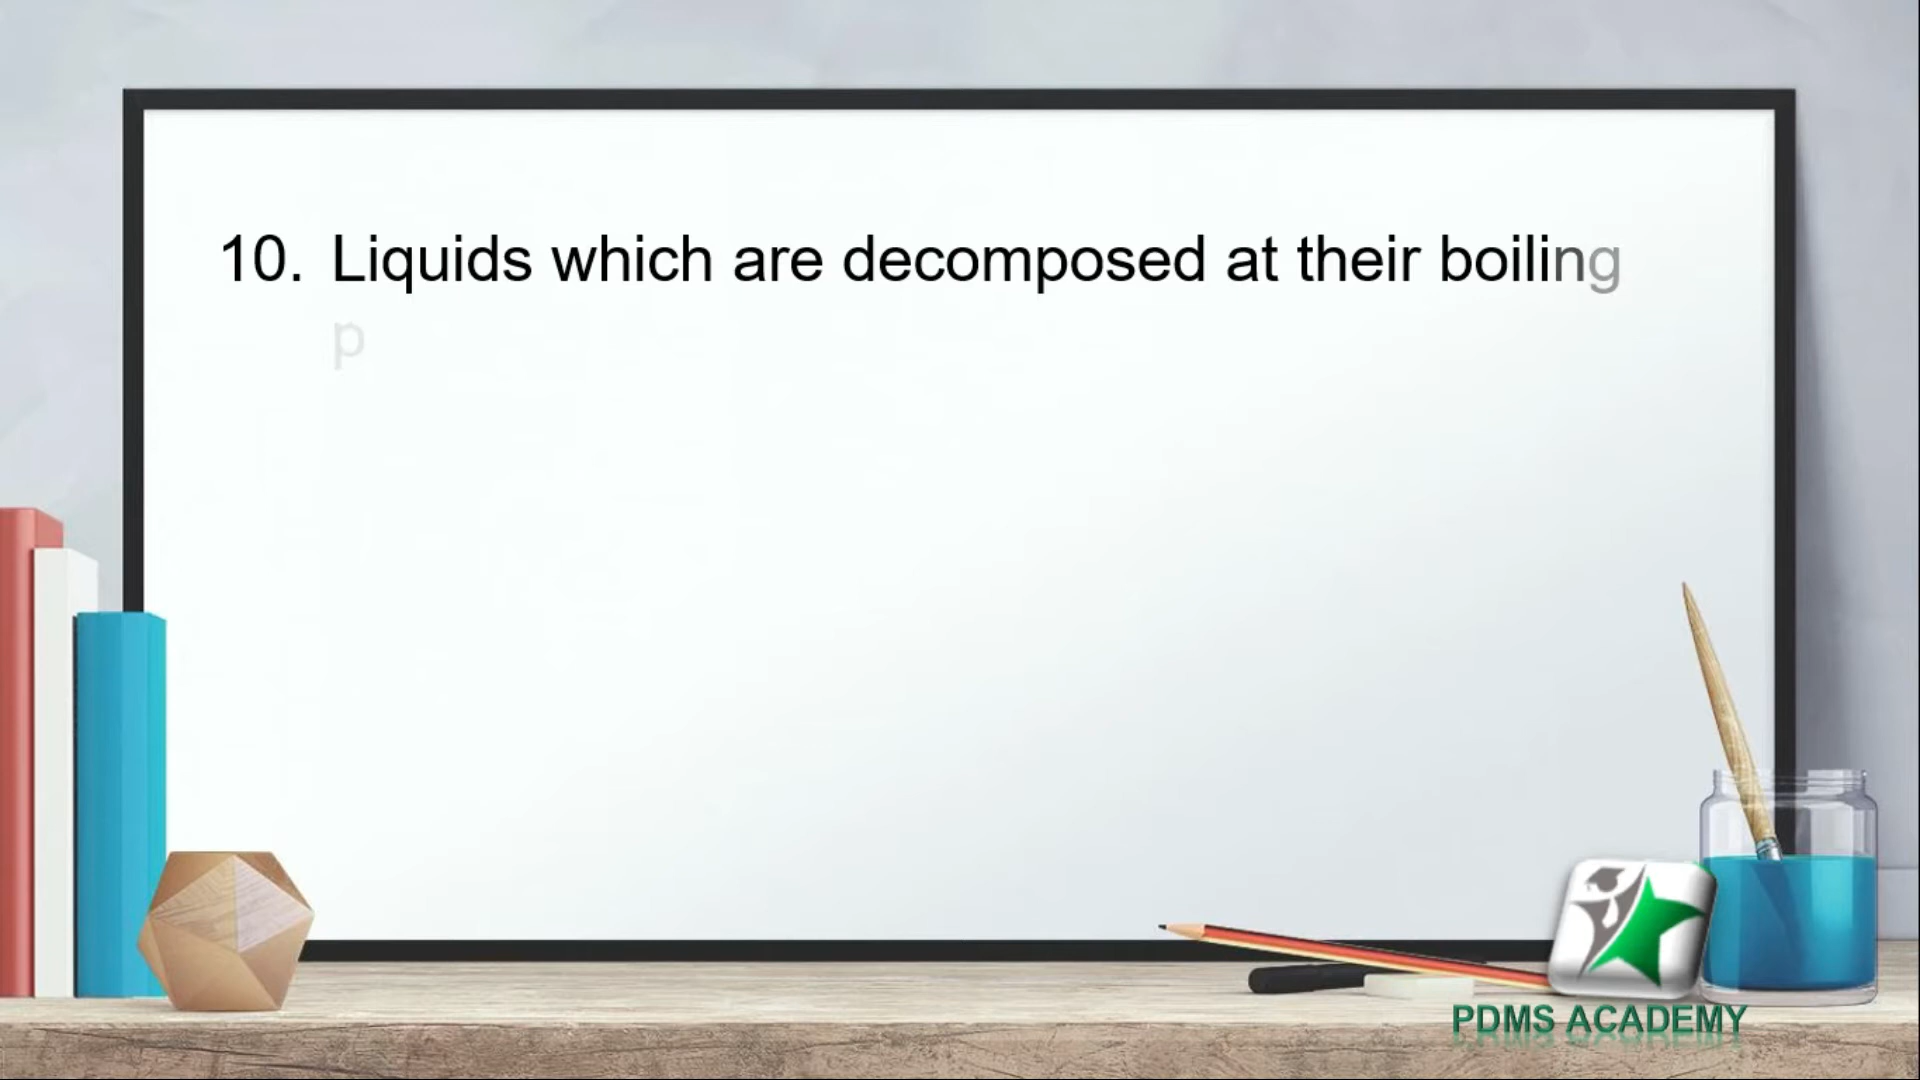 10. Liquids which are decomposed at their boiling
p
PDMS ACADEMY